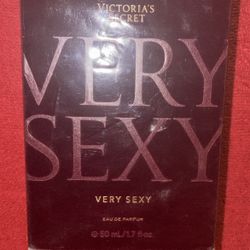 VICTORIA'S
SECRET
VERY
SEXY
VERY SEXY
EAU DE PARFUM
℮ 50 mL/1.7 fl oz.